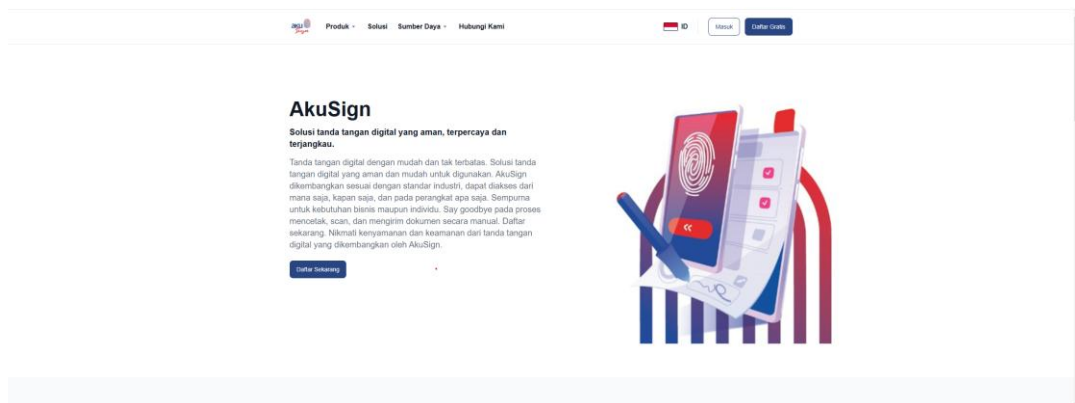 Produk
Solusi
Sumber Daya
Hubungi Kami
ID
Masuk
Daftar Gratis
AkuSign
Solusi tanda tangan digital yang aman, terpercaya dan
terjangkau.
Tanda tangan digital dengan mudah dan tak terbatas. Solusi tanda
tangan digital yang aman dan mudah untuk digunakan. AkuSign
dikembangkan sesuai dengan standar industri, dapat diakses dari
mana saja, kapan saja, dan pada perangkat apa saja. Sempurna
untuk kebutuhan bisnis maupun individu. Say goodbye pada proses
mencetak, scan, dan mengirim dokumen secara manual. Daftar
sekarang. Nikmati kenyamanan dan keamanan dari tanda tangan
digital yang dikembangkan oleh AkuSign.
Daftar Sekarang